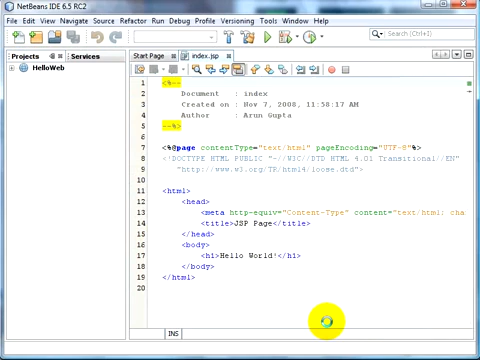 NetBeans IDE 6.5 RC2
File Edit View Navigate Source Refactor Run Debug Profile Versioning Tools Window Help
Search (Ctrl+I)
Projects Services
HelloWeb
Start Page index.jsp
1 <%--
2 Document : index
3 Created on : Nov 7, 2008, 11:58:17 AM
4 Author : Arun Gupta
5 --%>
6
7 <%@page contentType="text/html" pageEncoding="UTF-8"%>
8 <!DOCTYPE HTML PUBLIC "-//W3C//DTD HTML 4.01 Transitional//EN"
9 "http://www.w3.org/TR/html4/loose.dtd">
10
11 <html>
12 <head>
13 <meta http-equiv="Content-Type" content="text/html; cha
14 <title>JSP Page</title>
15 </head>
16 <body>
17 <h1>Hello World!</h1>
18 </body>
19 </html>
20
INS